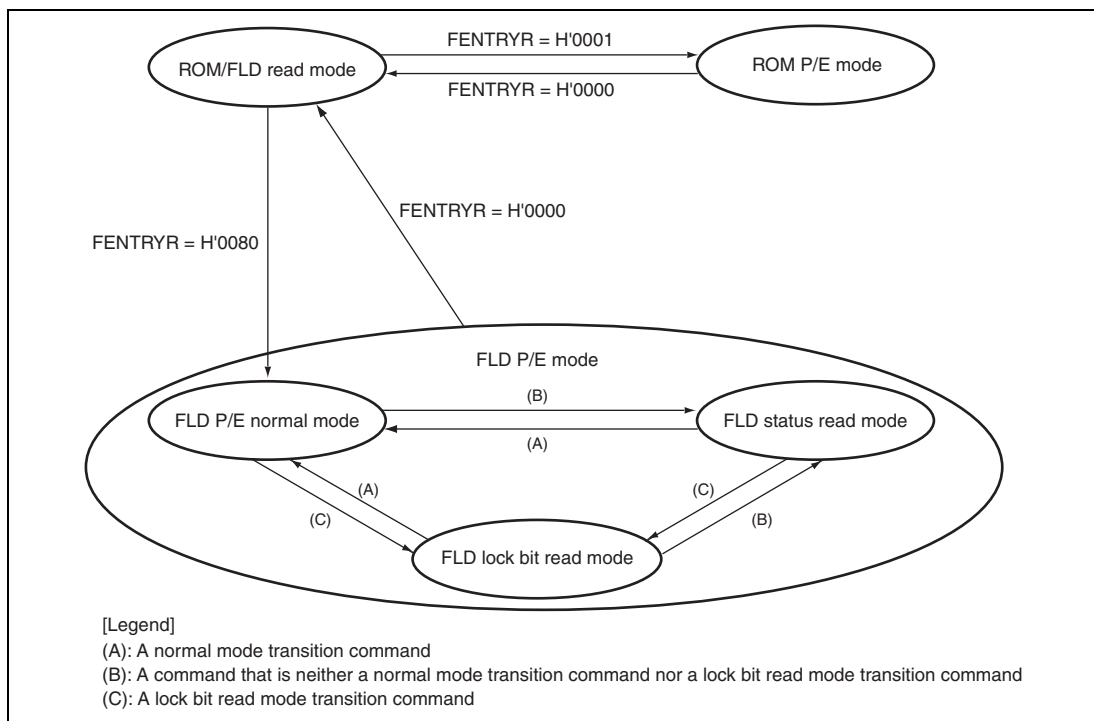 FENTRYR = H'0001
ROM/FLD read mode
ROM P/E mode
FENTRYR = H'0000
FENTRYR = H'0000
FENTRYR = H'0080
FLD P/E mode
(B)
FLD P/E normal mode
FLD status read mode
(A)
(A)
(C)
(C)
(B)
FLD lock bit read mode
[Legend]
(A): A normal mode transition command
(B): A command that is neither a normal mode transition command nor a lock bit read mode transition command
(C): A lock bit read mode transition command